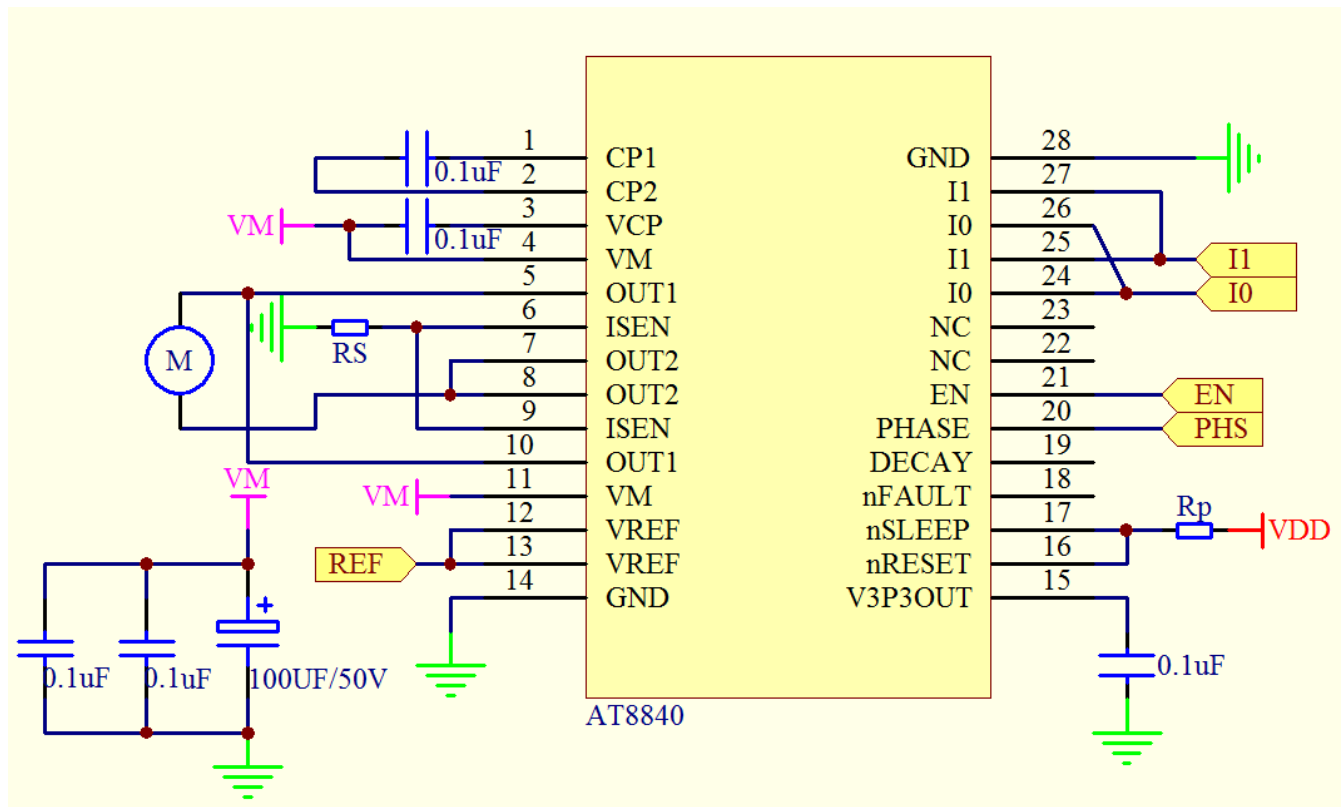 1 CP1
0.1uF
2 CP2
VM 3 VCP
0.1uF
4 VM
5 OUT1
6 ISEN
RS
M
7 OUT2
8 OUT2
9 ISEN
10 OUT1
VM
VM 11 VM
12 VREF
REF 13 VREF
14 GND
+
0.1uF 0.1uF 100UF/50V
GND 28
I1 27
I0 26
I1 25 I1
I0 24 I0
NC 23
NC 22
EN 21 EN
PHASE 20 PHS
DECAY 19
nFAULT 18
Rp
nSLEEP 17 VDD
nRESET 16
V3P3OUT 15
0.1uF
AT8840